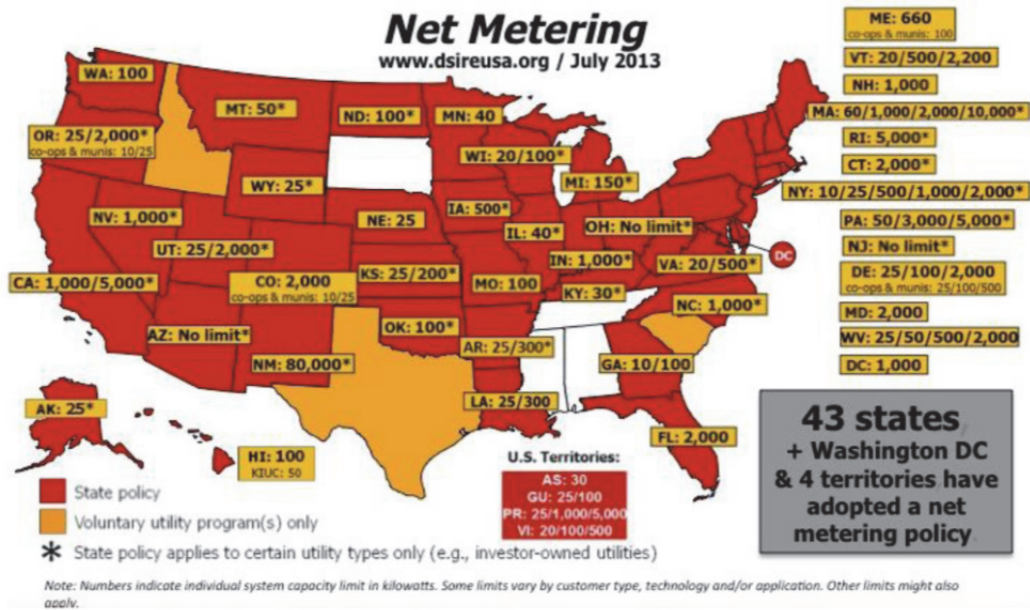 Net Metering
www.dsireusa.org / July 2013
WA: 100
OR: 25/2,000*
co-ops & munis: 10/25
MT: 50*
ND: 100*
MN: 40
WI: 20/100*
MI: 150*
WY: 25*
IA: 500*
NE: 25
NV: 1,000*
UT: 25/2,000*
IL: 40*
OH: No limit*
IN: 1,000*
CA: 1,000/5,000*
CO: 2,000
co-ops & munis: 10/25
KS: 25/200*
MO: 100
KY: 30*
VA: 20/500*
DC
NC: 1,000*
AZ: No limit*
OK: 100*
NM: 80,000*
AR: 25/300*
GA: 10/100
LA: 25/300
FL: 2,000
AK: 25*
HI: 100
KIUC: 50
ME: 660
co-ops & munis: 100
VT: 20/500/2,200
NH: 1,000
MA: 60/1,000/2,000/10,000*
RI: 5,000*
CT: 2,000*
NY: 10/25/500/1,000/2,000*
PA: 50/3,000/5,000*
NJ: No limit*
DE: 25/100/2,000
co-ops & munis: 25/100/500
MD: 2,000
WV: 25/50/500/2,000
DC: 1,000
U.S. Territories:
AS: 30
GU: 25/100
PR: 25/1,000/5,000
VI: 20/100/500
43 states
+ Washington DC
& 4 territories have
adopted a net
metering policy
State policy
Voluntary utility program(s) only
* State policy applies to certain utility types only (e.g., investor-owned utilities)
Note: Numbers indicate individual system capacity limit in kilowatts. Some limits vary by customer type, technology and/or application. Other limits might also
apply.